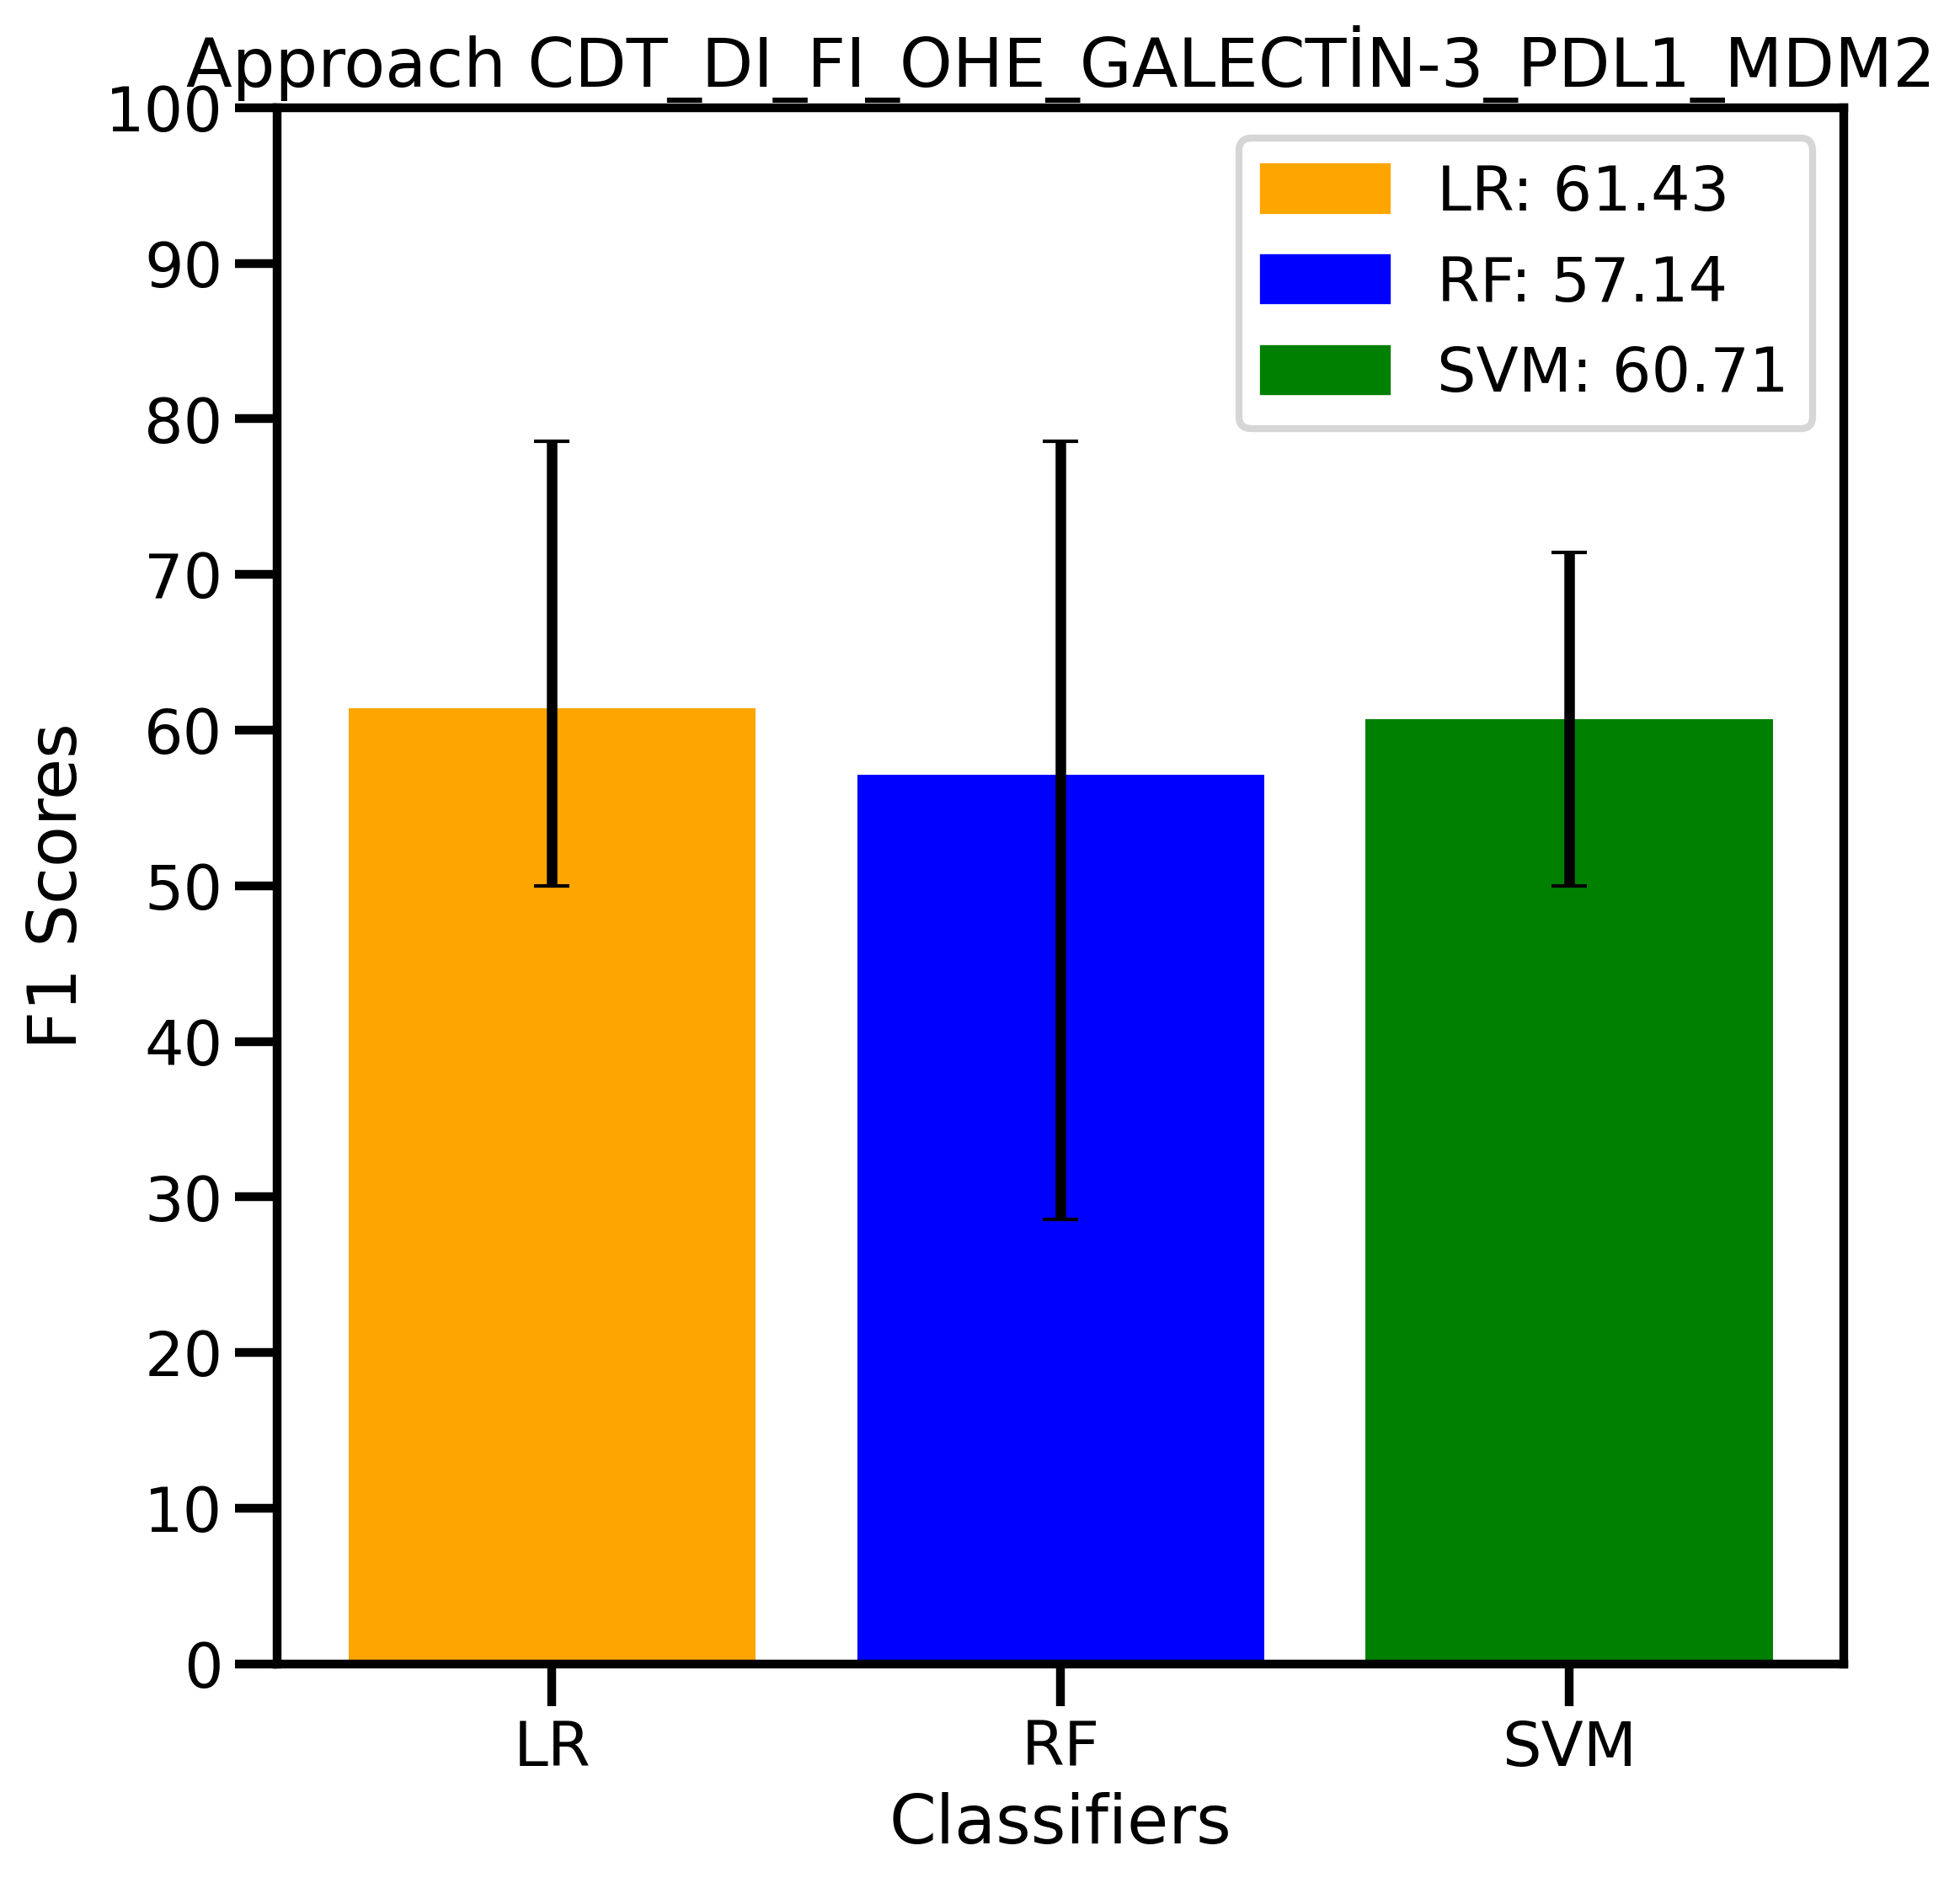 Approach CDT_DI_FI_OHE_GALECTİN-3_PDL1_MDM2
LR: 61.43
RF: 57.14
SVM: 60.71
100
90
80
70
60
50
40
30
20
10
0
F1 Scores
LR
RF
SVM
Classifiers